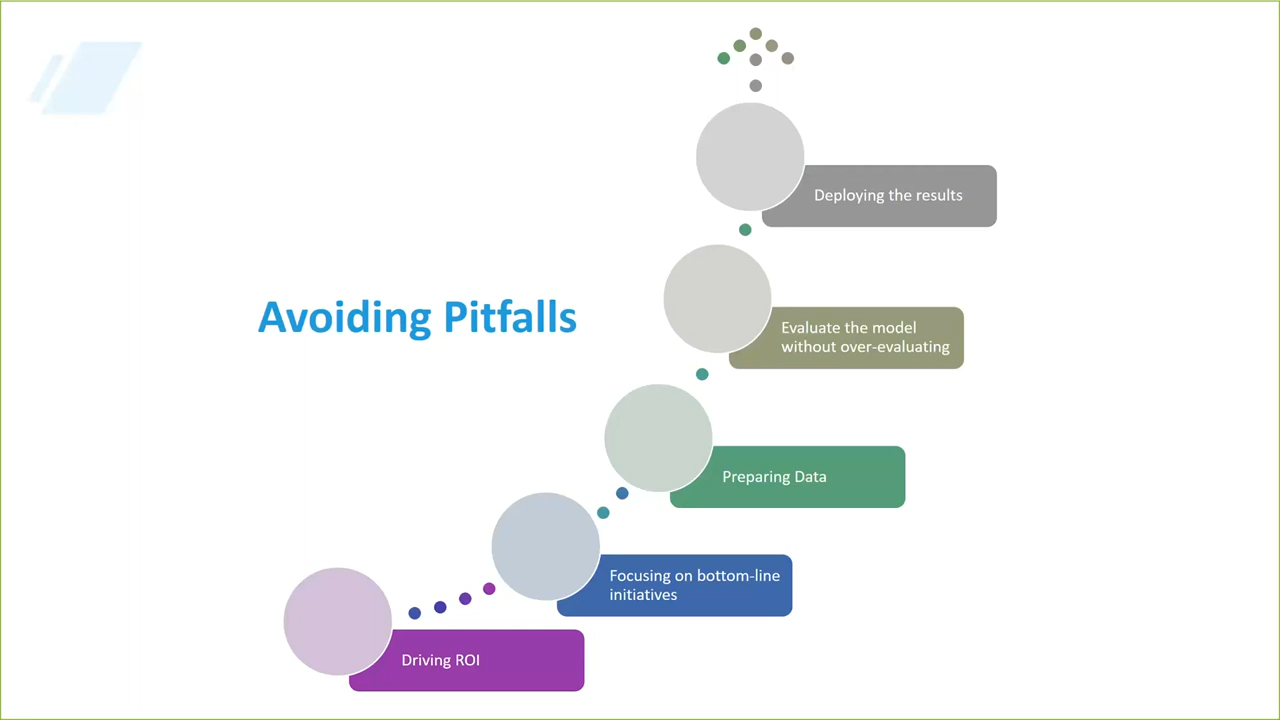 Deploying the results
Avoiding Pitfalls
Evaluate the model
without over-evaluating
Preparing Data
Focusing on bottom-line
initiatives
Driving ROI